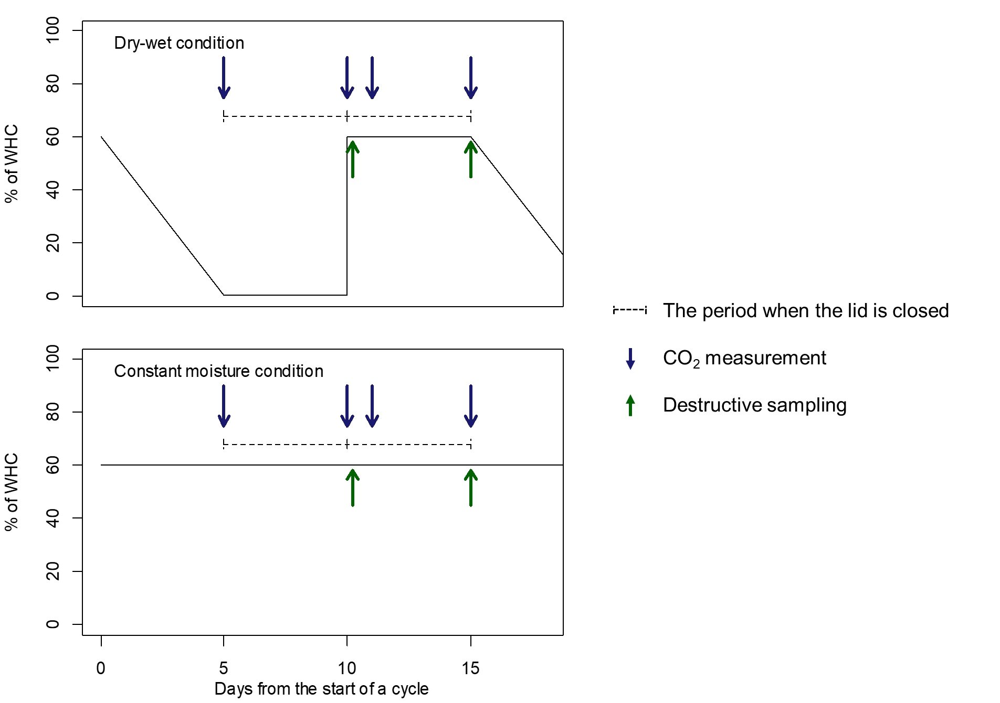 Dry-wet condition
% of WHC
100
80
60
40
20
0
Constant moisture condition
% of WHC
100
80
60
40
20
0
0 5 10 15
Days from the start of a cycle
The period when the lid is closed
CO₂ measurement
Destructive sampling